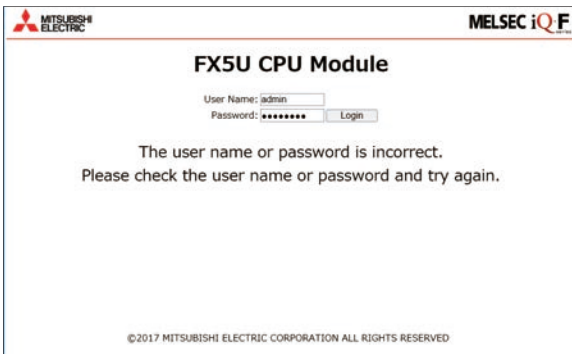 MITSUBISHI
ELECTRIC
MELSEC iQ-F
FX5U CPU Module
User Name: admin
Password: •••••••• Login
The user name or password is incorrect.
Please check the user name or password and try again.
©2017 MITSUBISHI ELECTRIC CORPORATION ALL RIGHTS RESERVED